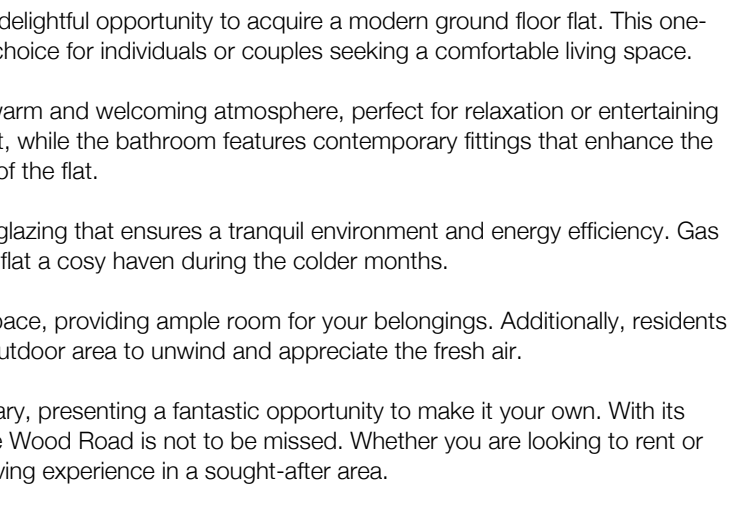 delightful opportunity to acquire a modern ground floor flat. This one-
choice for individuals or couples seeking a comfortable living space.
warm and welcoming atmosphere, perfect for relaxation or entertaining
t, while the bathroom features contemporary fittings that enhance the
of the flat.
glazing that ensures a tranquil environment and energy efficiency. Gas
flat a cosy haven during the colder months.
pace, providing ample room for your belongings. Additionally, residents
utdoor area to unwind and appreciate the fresh air.
ary, presenting a fantastic opportunity to make it your own. With its
e Wood Road is not to be missed. Whether you are looking to rent or
ving experience in a sought-after area.